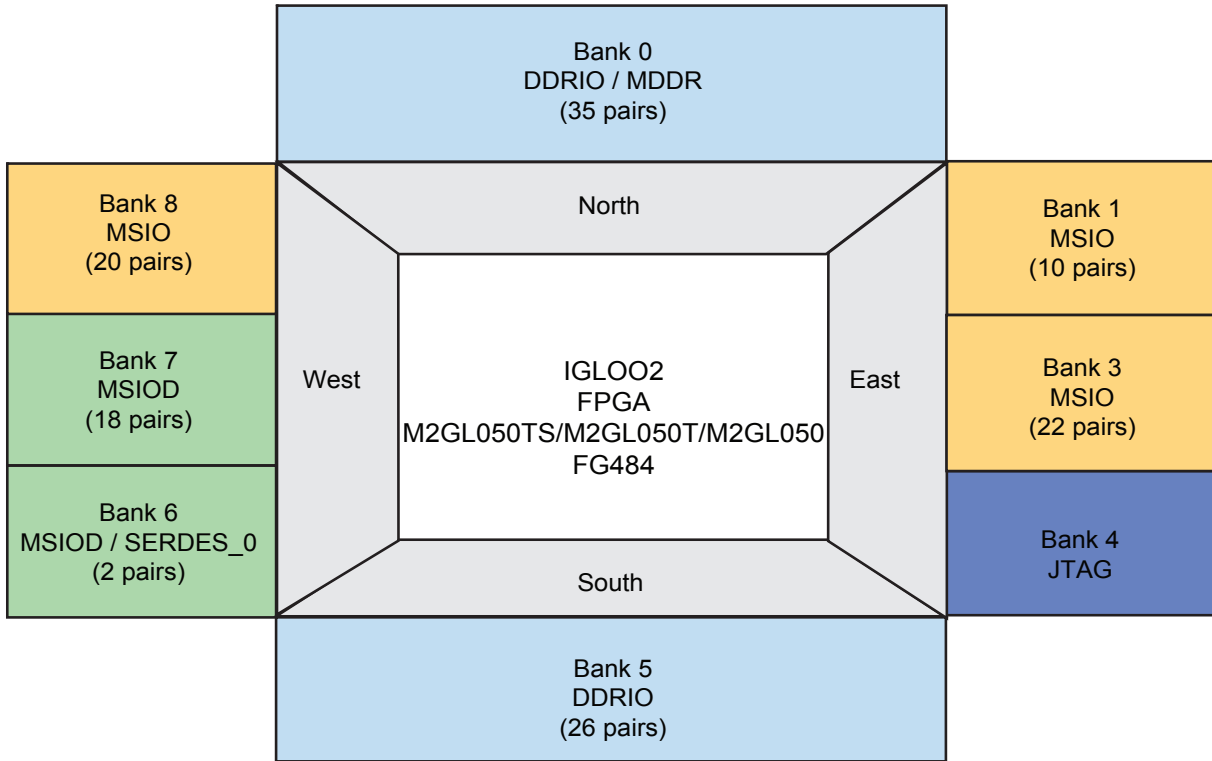 Bank 0
DDRIO / MDDR
(35 pairs)
Bank 8
MSIO
(20 pairs)
North
Bank 1
MSIO
(10 pairs)
Bank 7
MSIOD
(18 pairs)
West
IGLOO2
FPGA
M2GL050TS/M2GL050T/M2GL050
FG484
East
Bank 3
MSIO
(22 pairs)
Bank 6
MSIOD / SERDES_0
(2 pairs)
South
Bank 4
JTAG
Bank 5
DDRIO
(26 pairs)